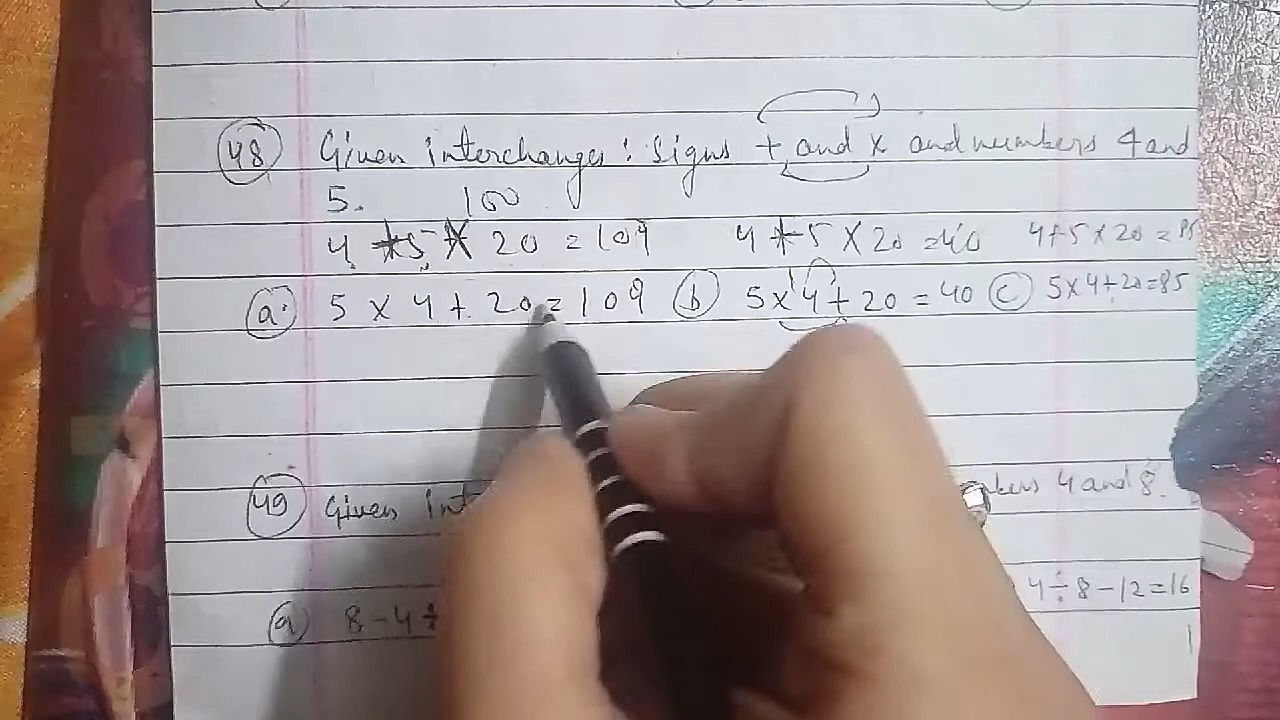 48 Given interchanges : Signs + and x and numbers 4 and
5. 100
4 + 5 x 20 = 109 4 + 5 x 20 = 40 4 + 5 x 20 =
a. 5 x 4 + 20 = 109 b 5 x 4 + 20 = 40 c 5 x 4 + 20 = 85
49 Given 4 and 8.
a 8 - 4 ÷ 4 ÷ 8 - 12 = 16